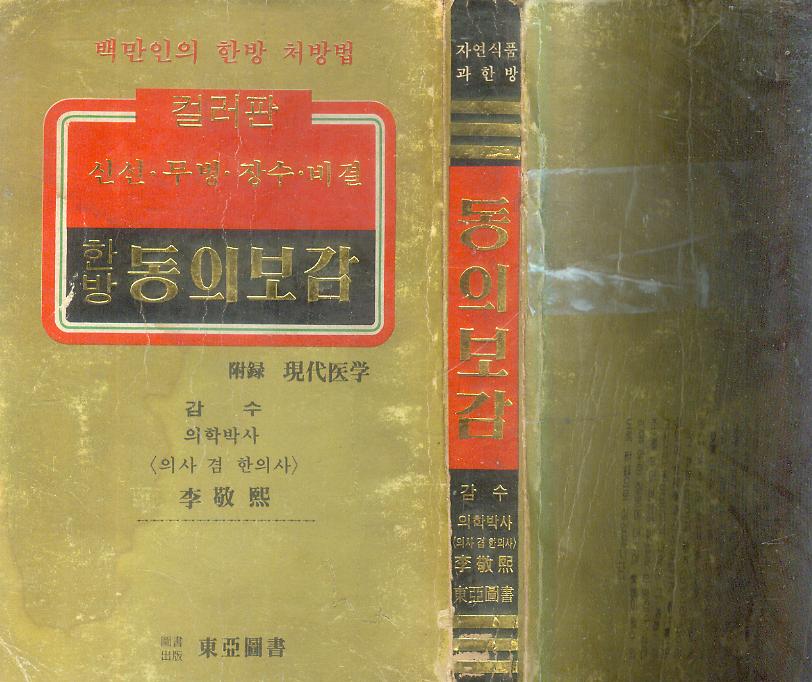 백만인의 한방 처방법
컬러판
신선·무병·장수·비결
한방 동의보감
附録 現代医学
감 수
의학박사
〈의사 겸 한의사〉
李敬熙
圖書出版 東亞圖書
자연식품
과 한방
동의보감
감 수
의학박사
〈의사 겸 한의사〉
李敬熙
東亞圖書